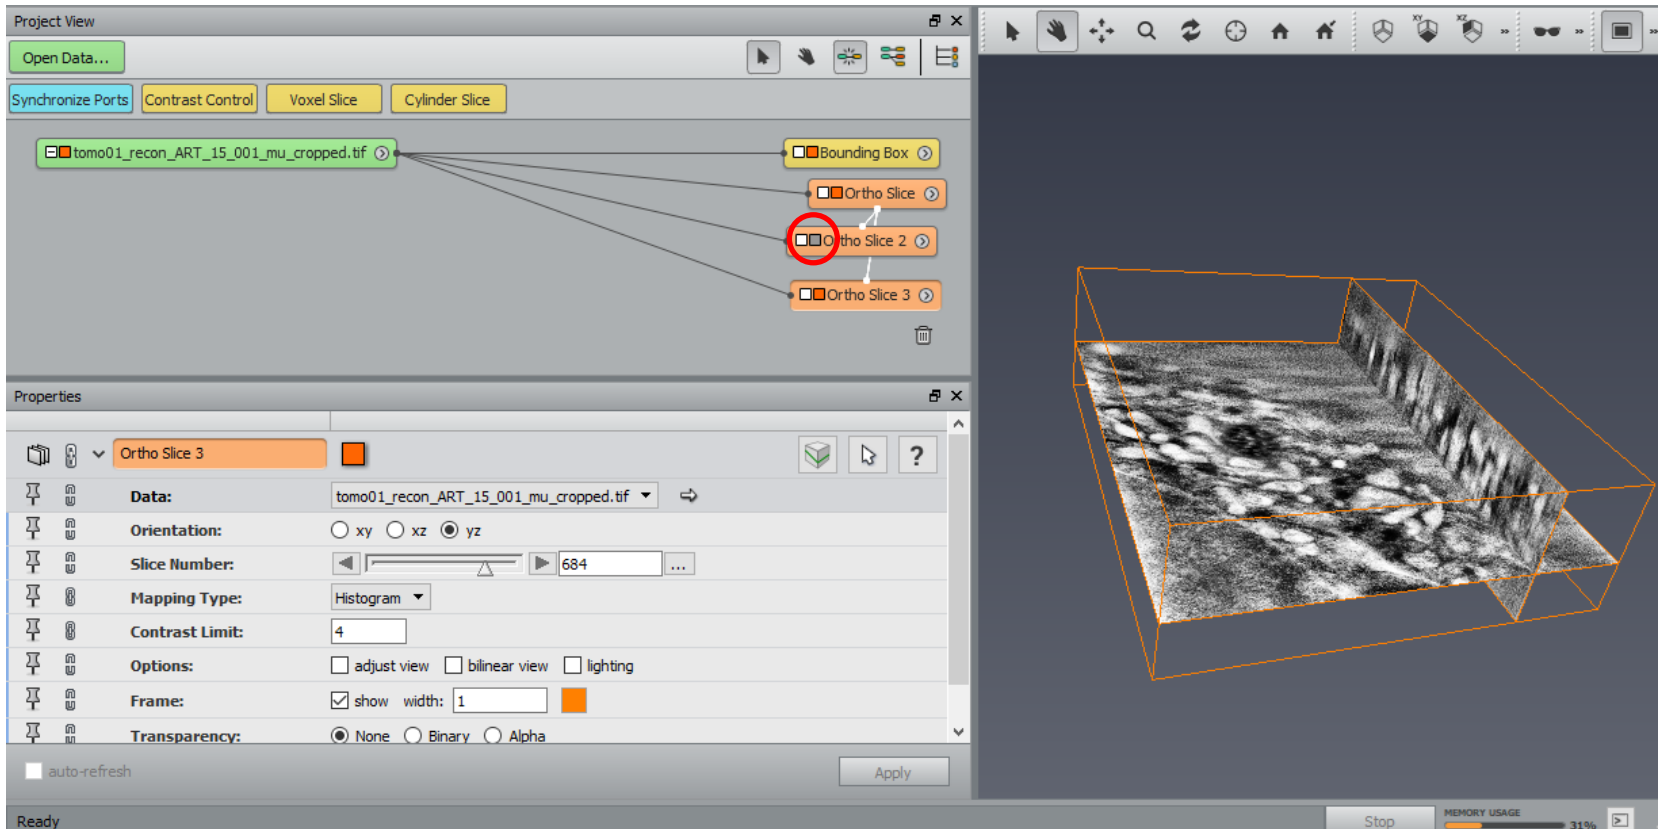 Project View
Open Data...
Synchronize Ports
Contrast Control
Voxel Slice
Cylinder Slice
tomo01_recon_ART_15_001_mu_cropped.tif
Bounding Box
Ortho Slice
Ortho Slice 2
Ortho Slice 3
Properties
Ortho Slice 3
?
Data: tomo01_recon_ART_15_001_mu_cropped.tif
Orientation: xy xz yz
Slice Number: 684 ...
Mapping Type: Histogram
Contrast Limit: 4
Options: adjust view bilinear view lighting
Frame: show width: 1
Transparency: None Binary Alpha
auto-refresh
Apply
Ready
XY
XZ
»
»
»
Stop
MEMORY USAGE
31%